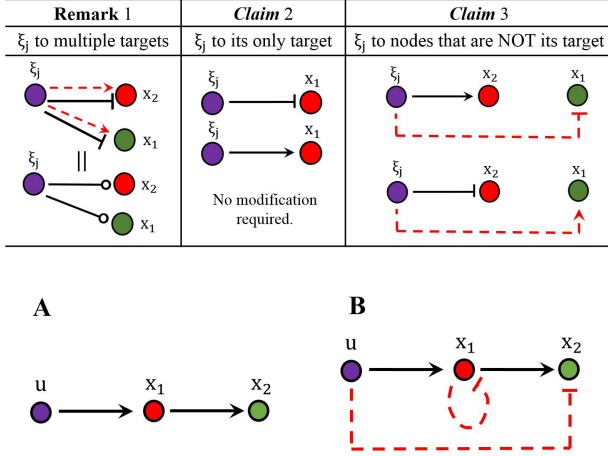 Remark 1
Claim 2
Claim 3
ξj to multiple targets
ξj to its only target
ξj to nodes that are NOT its target
ξj
x2
x1
||
ξj
x2
x1
ξj
x1
ξj
x1
No modification
required.
ξj
x2
x1
ξj
x2
x1
A
u
x1
x2
B
u
x1
x2